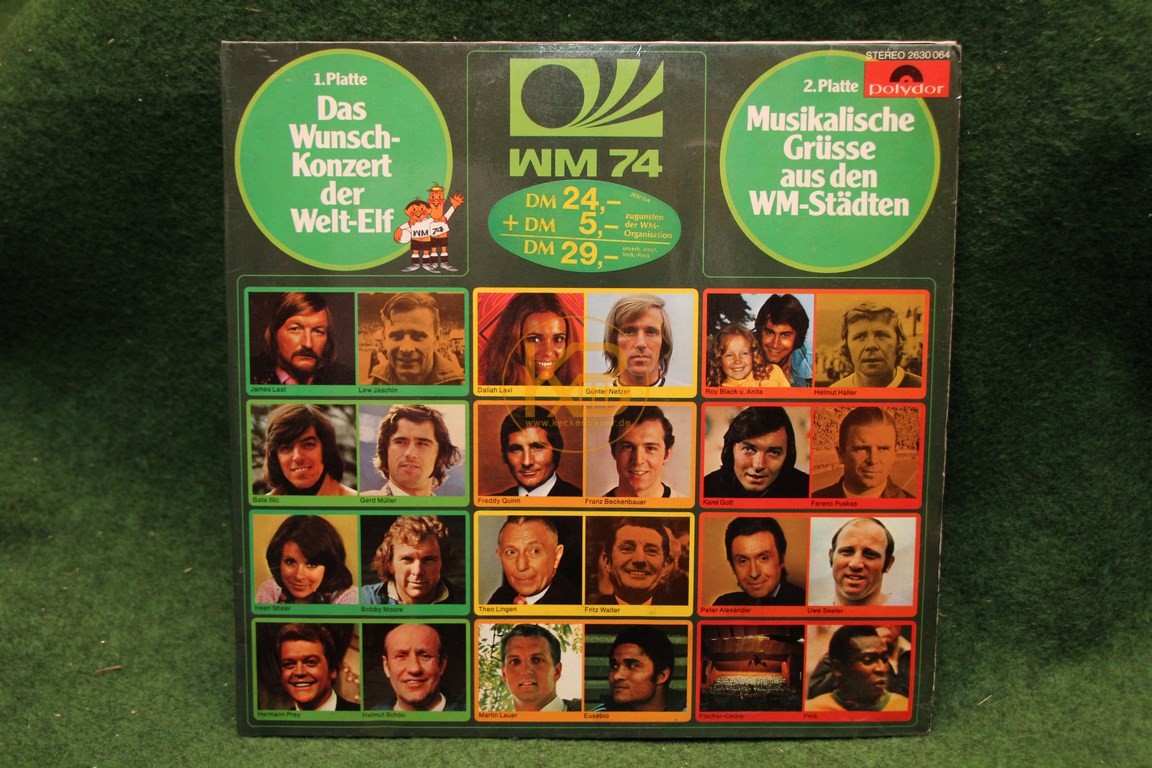 STEREO 2630 064
polydor
1. Platte
Das
Wunsch-
Konzert
der
Welt-Elf
WM 74
WM 74
DM 24,–
+ DM 5,–
zugunsten
der WM-
Organisation
DM 29,–
2. Platte
Musikalische
Grüsse
aus den
WM-Städten
James Last Lew Jaschin
Daliah Lavi Günter Netzer
Roy Black u. Anita Helmut Haller
www.keckenbauer.de
Bata Illic Gerd Müller
Freddy Quinn Franz Beckenbauer
Karel Gott Ferenc Puskas
Ireen Sheer Bobby Moore
Theo Lingen Fritz Walter
Peter Alexander Uwe Seeler
Hermann Prey Helmut Schön
Martin Lauer Eusebio
Fischer-Chöre Pelé